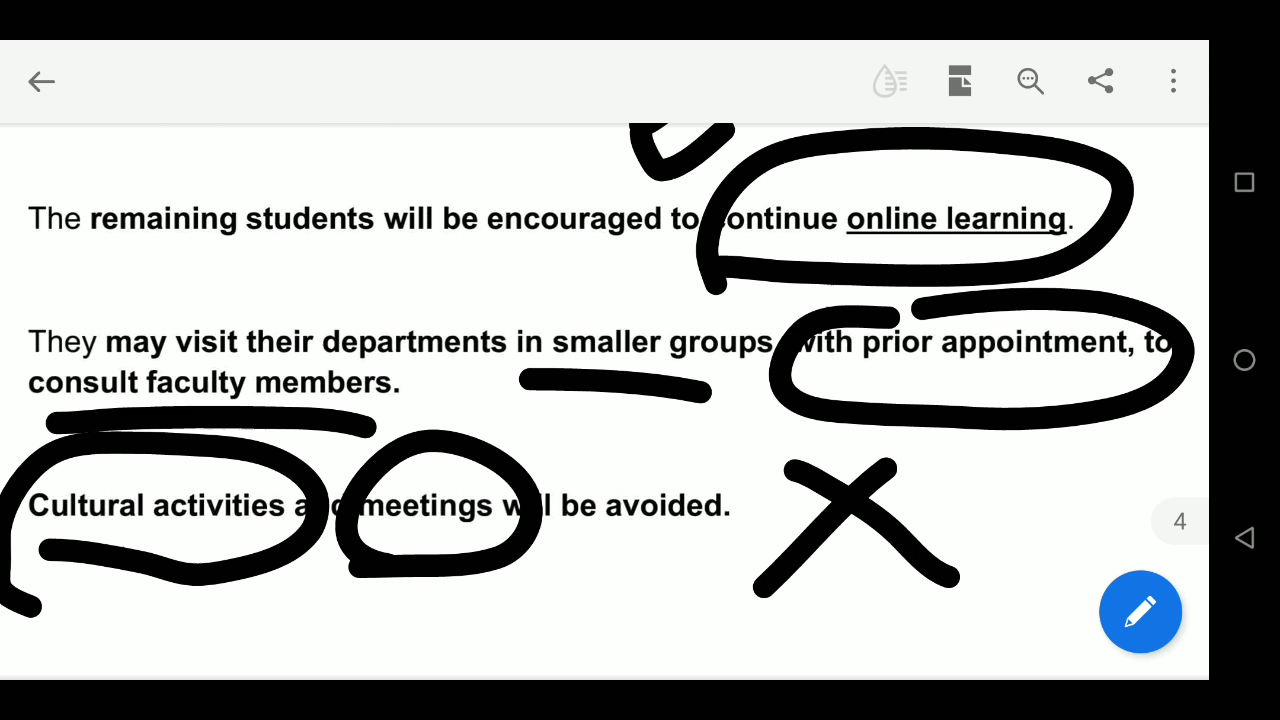 The remaining students will be encouraged to continue online learning.
They may visit their departments in smaller groups, with prior appointment, to
consult faculty members.
Cultural activities and meetings will be avoided.
4